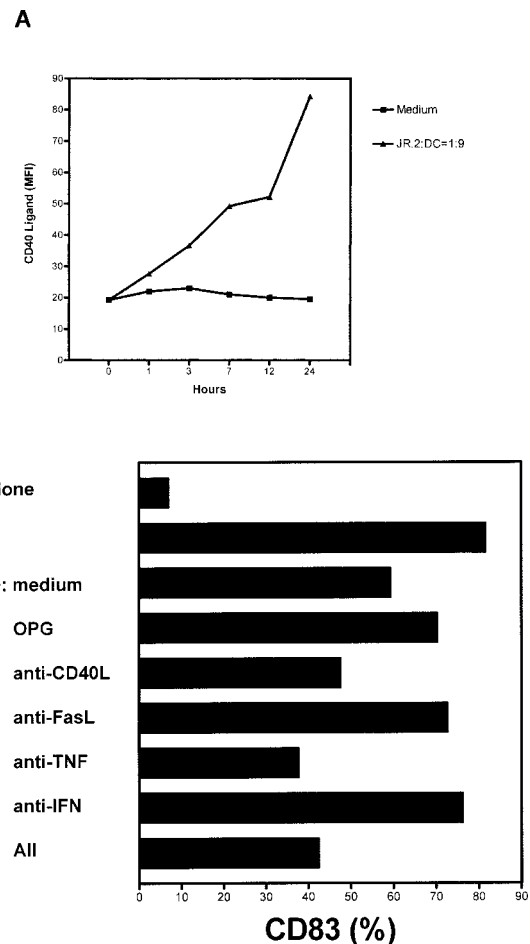 A
90
80
70
60
50
40
30
20
10
0
CD40 Ligand (MFI)
0 1 3 7 12 24
Hours
Medium
JR.2:DC=1:9
ione
: medium
OPG
anti-CD40L
anti-FasL
anti-TNF
anti-IFN
All
0 10 20 30 40 50 60 70 80 90
CD83 (%)